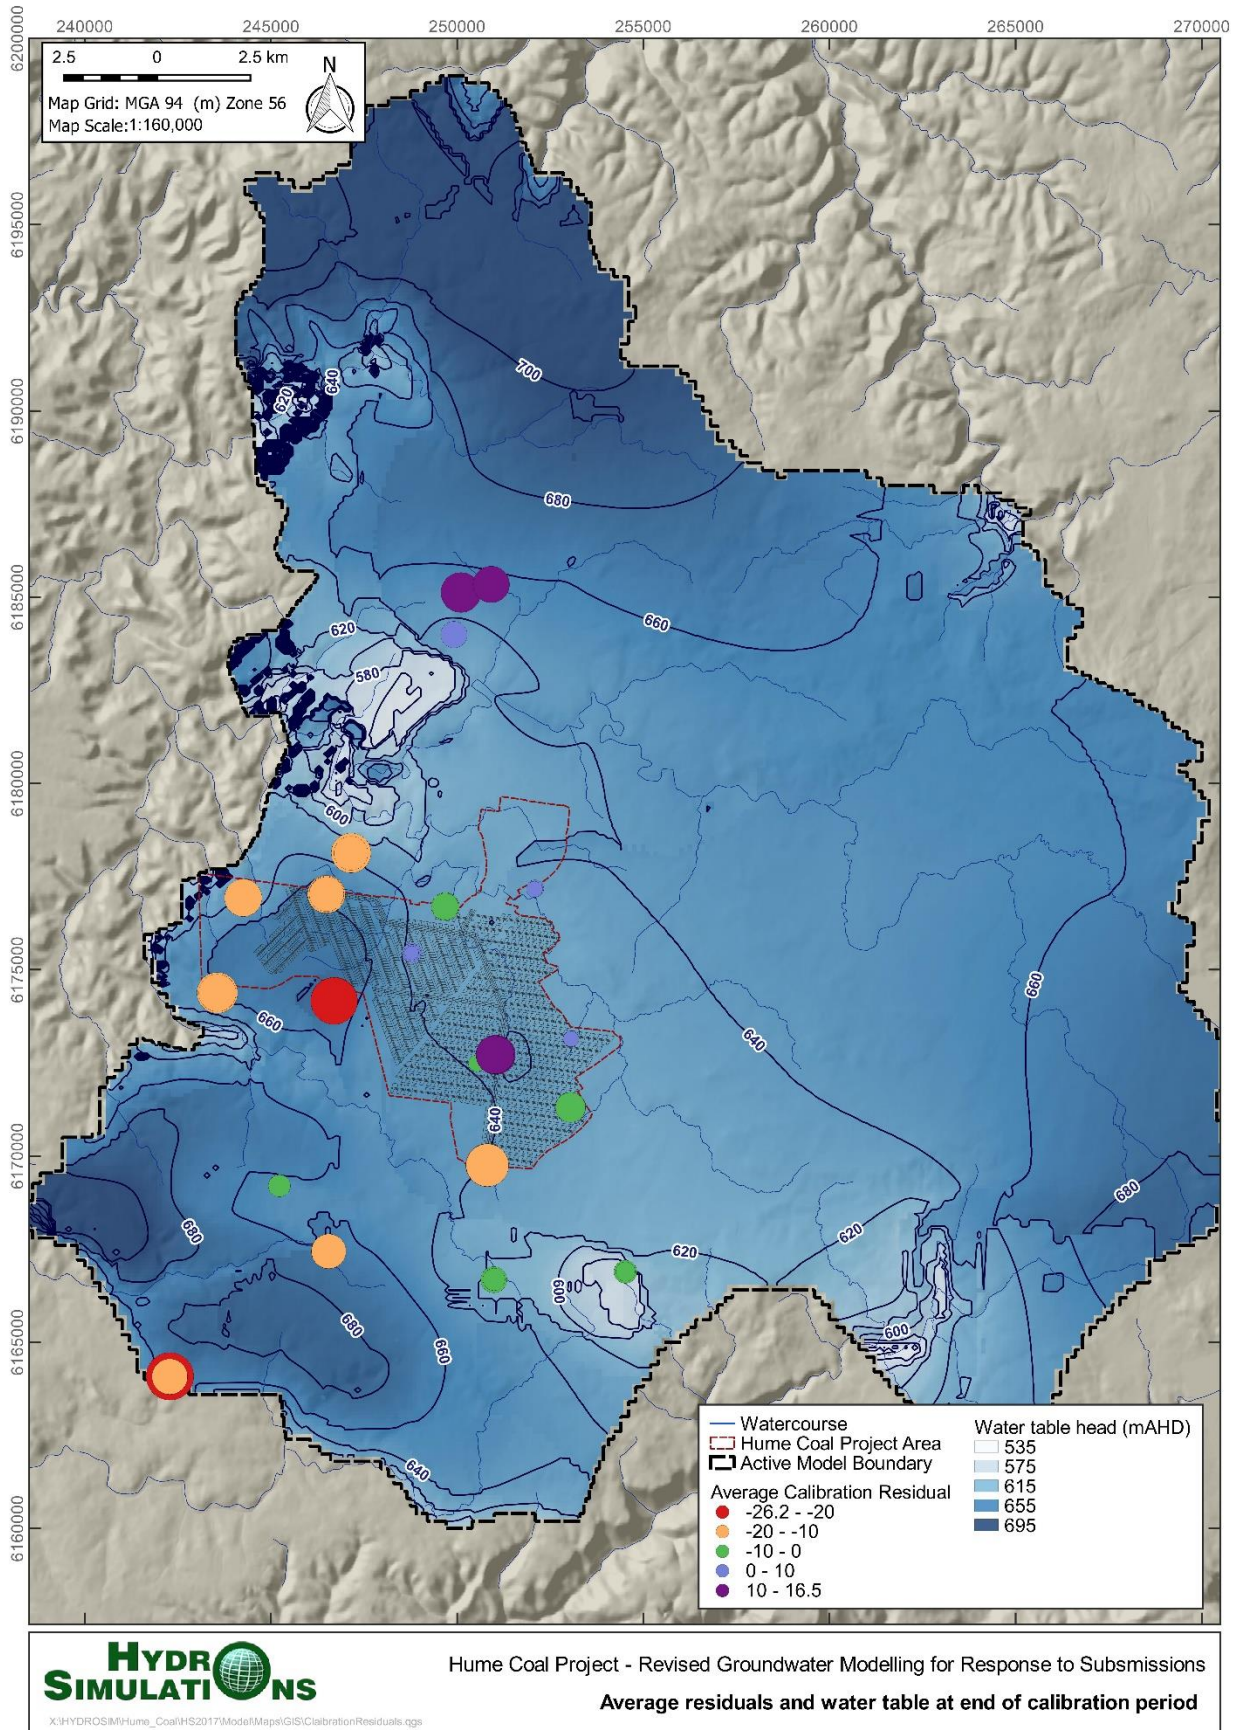 240000 245000 250000 255000 260000 265000 270000
6200000
6195000
6190000
6185000
6180000
6175000
6170000
6165000
6160000
2.5 0 2.5 km
N
Map Grid: MGA 94 (m) Zone 56
Map Scale:1:160,000
700
640
620
680
620
660
580
600
660
660
640
640
680
680
620
620
600
600
680
660
640
Watercourse
Hume Coal Project Area
Active Model Boundary
Average Calibration Residual
-26.2 - -20
-20 - -10
-10 - 0
0 - 10
10 - 16.5
Water table head (mAHD)
535
575
615
655
695
HYDRO
SIMULATIONS
Hume Coal Project - Revised Groundwater Modelling for Response to Subsmissions
Average residuals and water table at end of calibration period
X:\HYDROSIM\Hume_Coal\HS2017\Model\Maps\GIS\ClaibrationResiduals.qgs